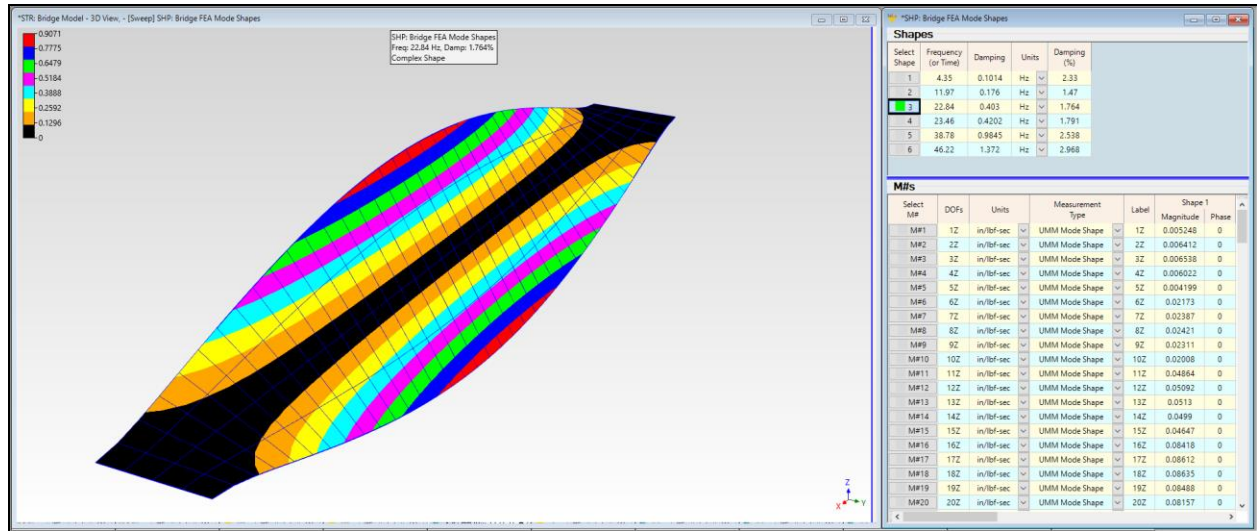 *STR: Bridge Model - 3D View, - [Sweep] SHP: Bridge FEA Mode Shapes
0.9071
0.7775
0.6479
0.5184
0.3888
0.2592
0.1296
0
SHP: Bridge FEA Mode Shapes
Freq: 22.84 Hz, Damp: 1.764%
Complex Shape
Z
X
Y
*SHP: Bridge FEA Mode Shapes
Shapes
Select Shape Frequency (or Time) Damping Units Damping (%)
1 4.35 0.1014 Hz 2.33
2 11.97 0.176 Hz 1.47
3 22.84 0.403 Hz 1.764
4 23.46 0.4202 Hz 1.791
5 38.78 0.9845 Hz 2.538
6 46.22 1.372 Hz 2.968
M#s
Select M# DOFs Units Measurement Type Label Shape 1
Magnitude Phase
M#1 1Z in/lbf-sec UMM Mode Shape 1Z 0.005248 0
M#2 2Z in/lbf-sec UMM Mode Shape 2Z 0.006412 0
M#3 3Z in/lbf-sec UMM Mode Shape 3Z 0.006538 0
M#4 4Z in/lbf-sec UMM Mode Shape 4Z 0.006022 0
M#5 5Z in/lbf-sec UMM Mode Shape 5Z 0.004199 0
M#6 6Z in/lbf-sec UMM Mode Shape 6Z 0.02173 0
M#7 7Z in/lbf-sec UMM Mode Shape 7Z 0.02387 0
M#8 8Z in/lbf-sec UMM Mode Shape 8Z 0.02421 0
M#9 9Z in/lbf-sec UMM Mode Shape 9Z 0.02311 0
M#10 10Z in/lbf-sec UMM Mode Shape 10Z 0.02008 0
M#11 11Z in/lbf-sec UMM Mode Shape 11Z 0.04864 0
M#12 12Z in/lbf-sec UMM Mode Shape 12Z 0.05092 0
M#13 13Z in/lbf-sec UMM Mode Shape 13Z 0.0513 0
M#14 14Z in/lbf-sec UMM Mode Shape 14Z 0.0499 0
M#15 15Z in/lbf-sec UMM Mode Shape 15Z 0.04647 0
M#16 16Z in/lbf-sec UMM Mode Shape 16Z 0.08418 0
M#17 17Z in/lbf-sec UMM Mode Shape 17Z 0.08612 0
M#18 18Z in/lbf-sec UMM Mode Shape 18Z 0.08635 0
M#19 19Z in/lbf-sec UMM Mode Shape 19Z 0.08488 0
M#20 20Z in/lbf-sec UMM Mode Shape 20Z 0.08157 0